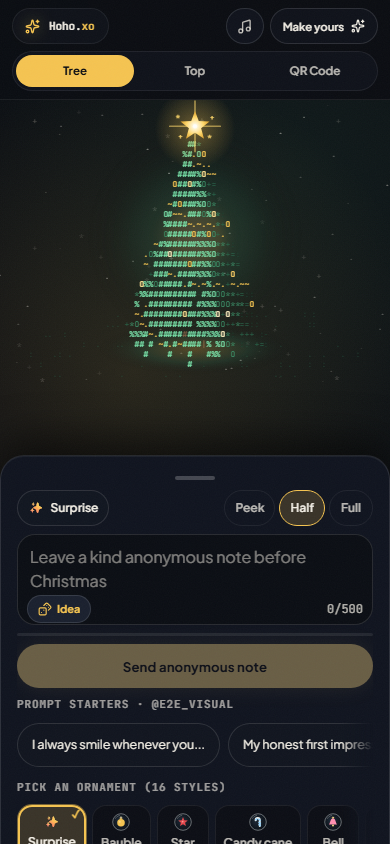 Hoho.xo
Make yours
Tree
Top
QR Code
Surprise
Peek
Half
Full
Leave a kind anonymous note before
Christmas
Idea
0/500
Send anonymous note
PROMPT STARTERS · @E2E_VISUAL
I always smile whenever you...
My honest first impres
PICK AN ORNAMENT (16 STYLES)
Surprise
Bauble
Star
Candy cane
Bell